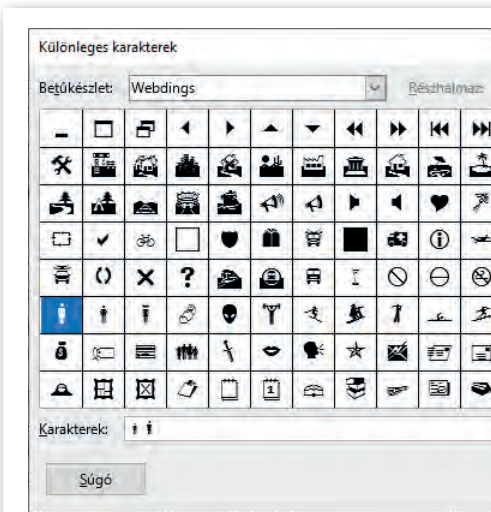 Különleges karakterek
Betűkészlet: Webdings Részhalmaz:
Karakterek:
Súgó